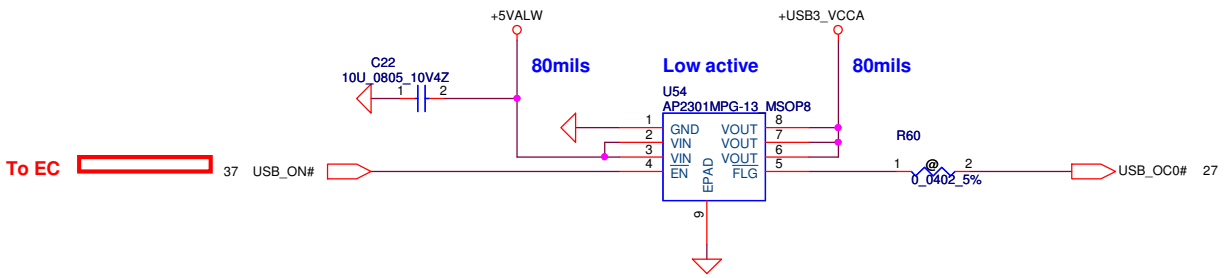 +5VALW
+USB3_VCCA
C22
10U_0805_10V4Z
1 2
80mils
Low active
80mils
U54
AP2301MPG-13_MSOP8
1 GND VOUT 8
2 VIN VOUT 7
3 VIN VOUT 6
4 EN FLG 5
EPAD
9
R60
1 @ 2
0_0402_5%
To EC
37 USB_ON#
USB_OC0# 27